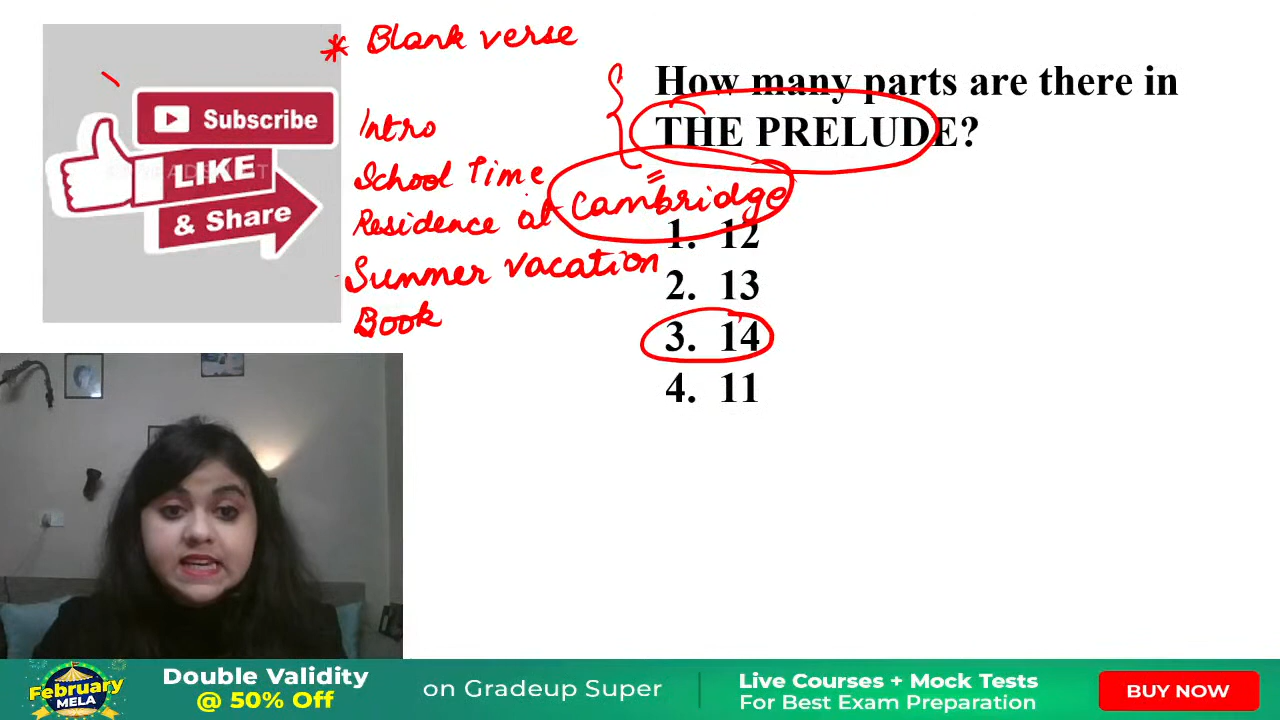 * Blank verse
How many parts are there in
THE PRELUDE?
Subscribe
LIKE
& Share
Intro
School Time
Residence at Cambridge
Summer vacation
Book
1. 12
2. 13
3. 14
4. 11
February
MELA
Double Validity
@ 50% Off
on Gradeup Super
Live Courses + Mock Tests
For Best Exam Preparation
BUY NOW